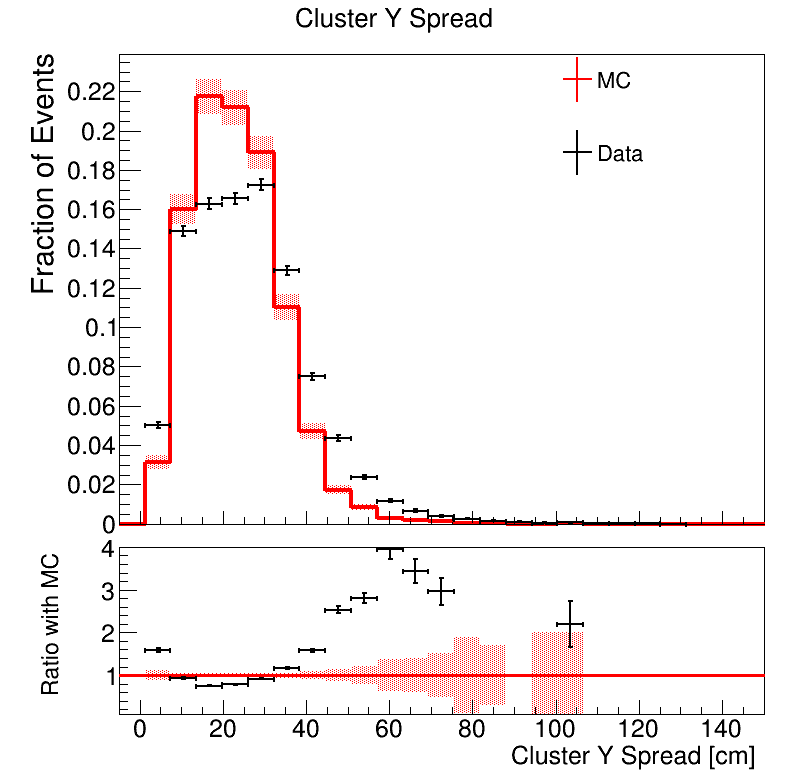 Cluster Y Spread
Fraction of Events
0.22
0.2
0.18
0.16
0.14
0.12
0.1
0.08
0.06
0.04
0.02
0
MC
Data
Ratio with MC
4
3
2
1
0 20 40 60 80 100 120 140
Cluster Y Spread [cm]